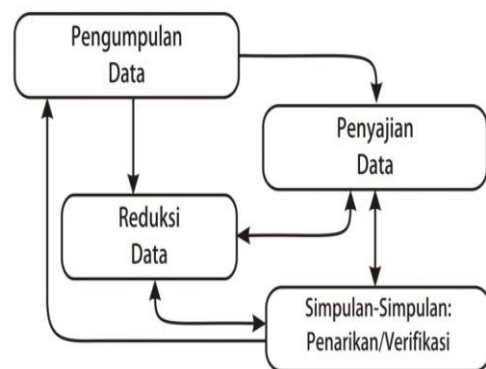 Pengumpulan
Data
Penyajian
Data
Reduksi
Data
Simpulan-Simpulan:
Penarikan/Verifikasi